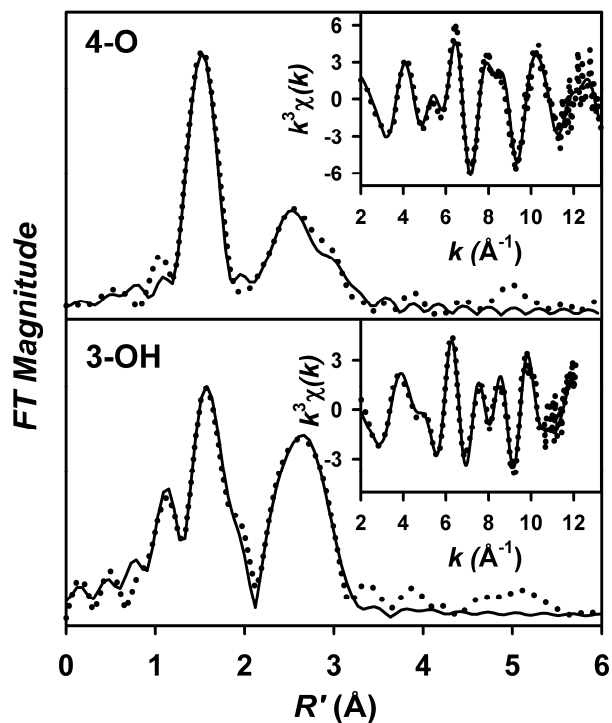 4-O
6
3
0
-3
-6
k³χ(k)
2 4 6 8 10 12
k (Å⁻¹)
FT Magnitude
3-OH
3
0
-3
k³χ(k)
2 4 6 8 10 12
k (Å⁻¹)
0 1 2 3 4 5 6
R' (Å)